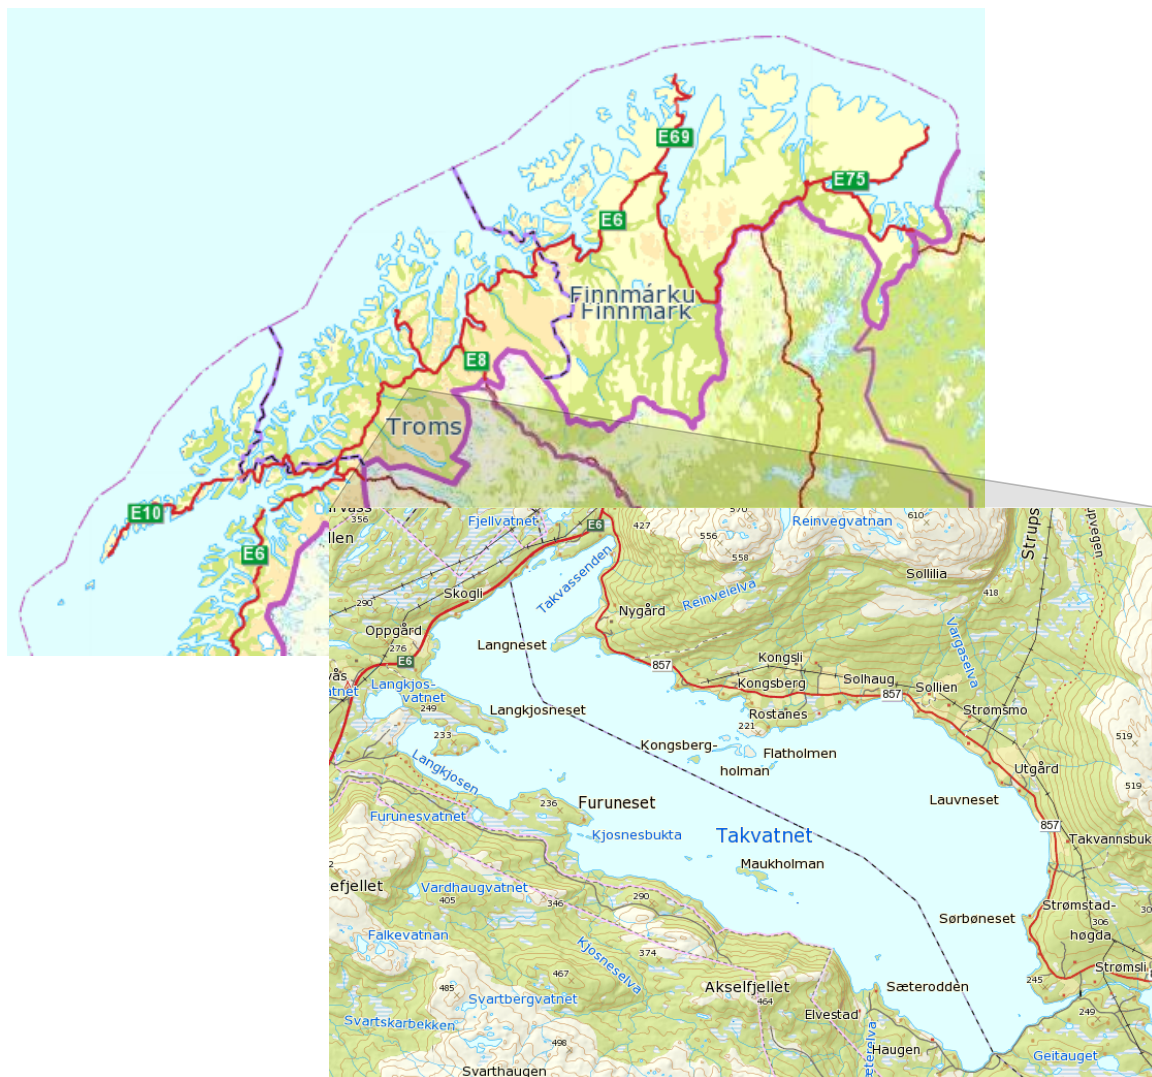 E69
E75
E6
Finnmárku
Finnmark
E8
Troms
E10
E6
356
Fjellvatnet
E6
427
570
Reinvegvatnan
610
Strups
556
558
Sollilia
Takvassenden
290
Skogli
Nygård
Reinveielva
418
Oppgård
276
E6
Langneset
857
Kongsli
Vargaselva
Langkjos-
vatnet
249
Kongsberg
Solhaug
857
Sollien
Langkjosneset
Rostanes
221
Strømsmo
233
Kongsberg-
holman
Flatholmen
519
Langkjosen
Utgård
519
236
Furuneset
Lauvneset
Furunesvatnet
Kjosnesbukta
Takvatnet
857
Takvannsbuk
Maukholman
efjellet
Vardhaugvatnet
405
346
290
Sørbøneset
Strømstad-
høgda
306
Falkevatnan
374
Kjosneselva
467
485
Svartbergvatnet
Akselfjellet
464
Sæterodden
245
Strømsli
Svartskarbekken
Elvestad
249
498
Haugen
Geitauget
Svarthaugen